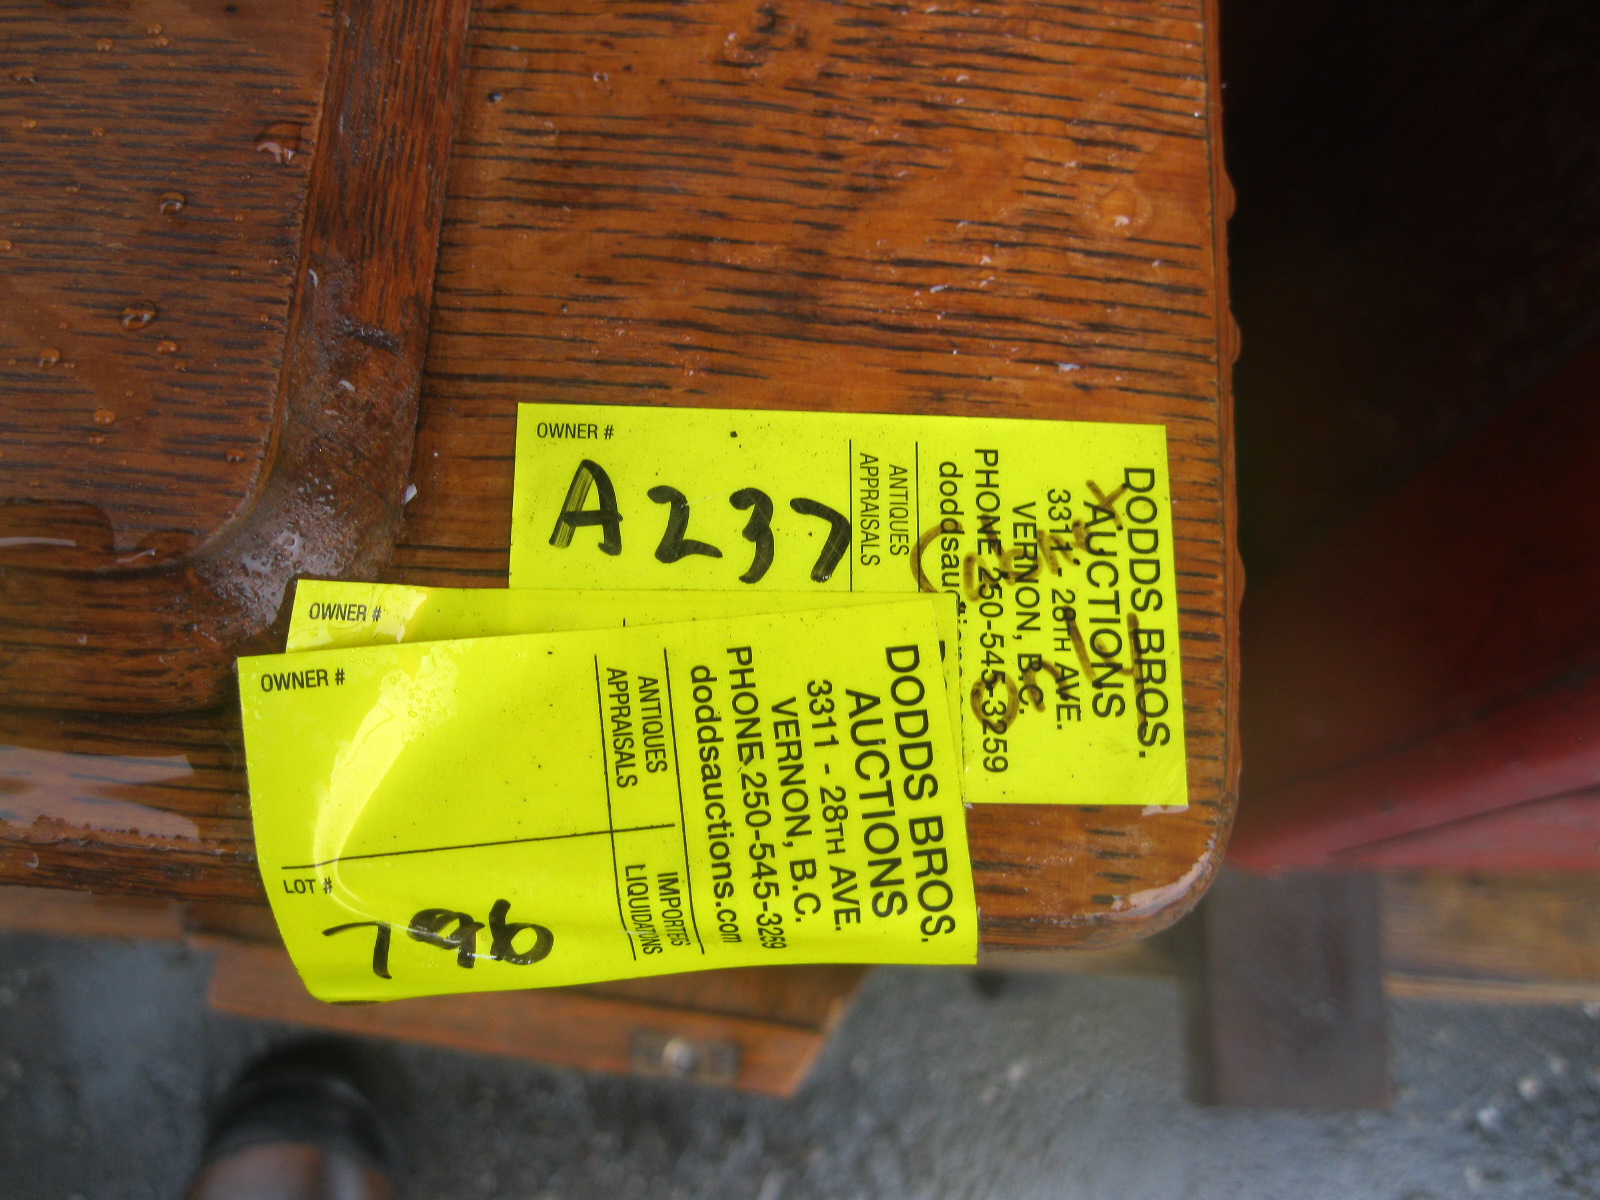 OWNER #
A237
ANTIQUES
APPRAISALS
DODDS BROS.
AUCTIONS
3311 - 28TH AVE.
VERNON, B.C.
PHONE 250-545-3259
OWNER #
OWNER #
LOT #
796
ANTIQUES IMPORTERS
APPRAISALS LIQUIDATIONS
DODDS BROS.
AUCTIONS
3311 - 28TH AVE.
VERNON, B.C.
PHONE 250-545-3259
doddsauctions.com